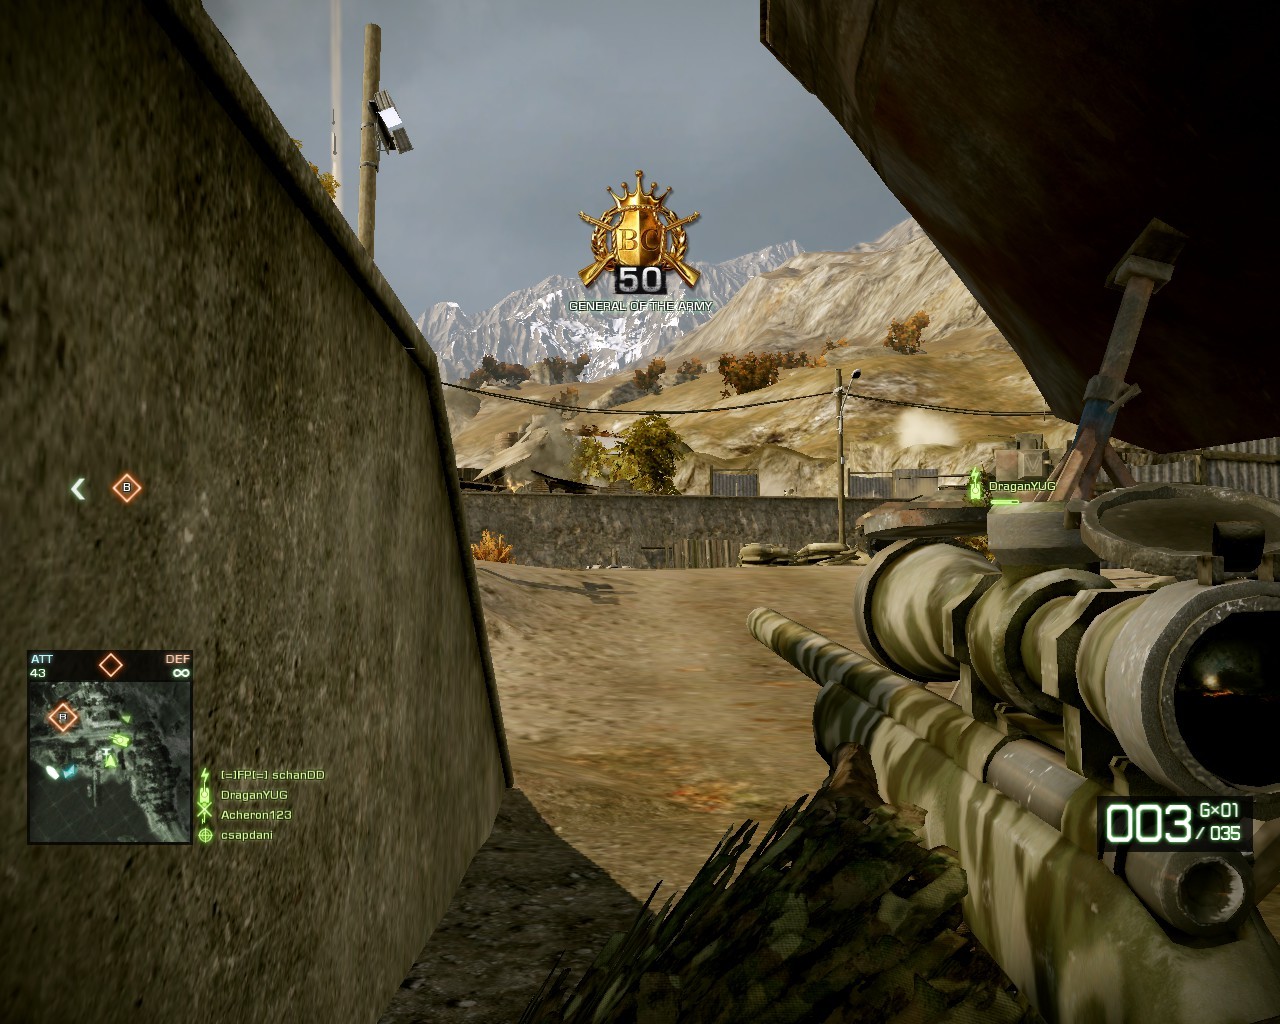 BC
50
GENERAL OF THE ARMY
B
DraganYUG
ATT
DEF
43
∞
B
[=]FP[=] schanDD
DraganYUG
Acheron123
csapdani
003
G×01
/ 035